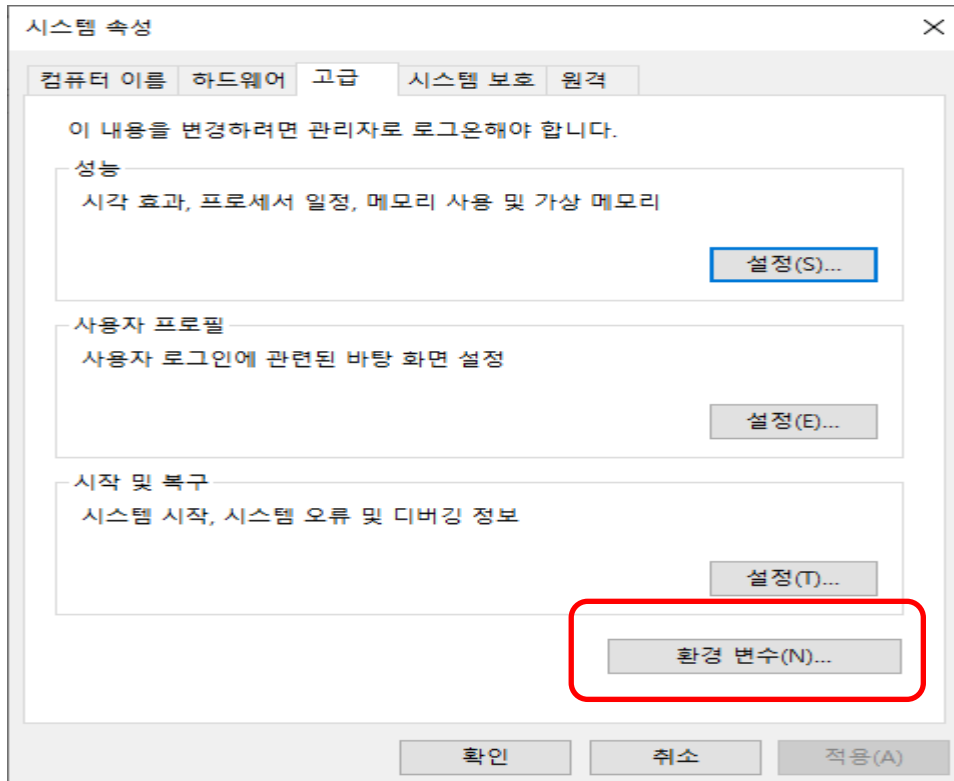 시스템 속성
컴퓨터 이름 하드웨어 고급 시스템 보호 원격
이 내용을 변경하려면 관리자로 로그온해야 합니다.
성능
시각 효과, 프로세서 일정, 메모리 사용 및 가상 메모리
설정(S)...
사용자 프로필
사용자 로그인에 관련된 바탕 화면 설정
설정(E)...
시작 및 복구
시스템 시작, 시스템 오류 및 디버깅 정보
설정(T)...
환경 변수(N)...
확인 취소 적용(A)